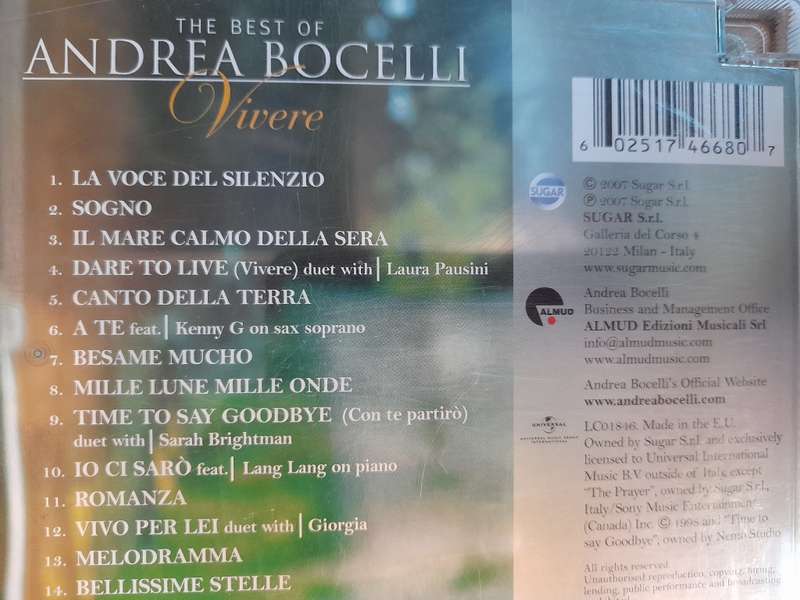 THE BEST OF
ANDREA BOCELLI
Vivere
1. LA VOCE DEL SILENZIO
2. SOGNO
3. IL MARE CALMO DELLA SERA
4. DARE TO LIVE (Vivere) duet with | Laura Pausini
5. CANTO DELLA TERRA
6. A TE feat. | Kenny G on sax soprano
7. BESAME MUCHO
8. MILLE LUNE MILLE ONDE
9. TIME TO SAY GOODBYE (Con te partirò)
duet with | Sarah Brightman
10. IO CI SARÒ feat. | Lang Lang on piano
11. ROMANZA
12. VIVO PER LEI duet with | Giorgia
13. MELODRAMMA
14. BELLISSIME STELLE
6 02517 46680 7
SUGAR
© 2007 Sugar S.r.l.
℗ 2007 Sugar S.r.l.
SUGAR S.r.l.
Galleria del Corso 4
20122 Milan - Italy
www.sugarmusic.com
ALMUD
Andrea Bocelli
Business and Management Office
ALMUD Edizioni Musicali Srl
info@almudmusic.com
www.almudmusic.com
Andrea Bocelli's Official Website
www.andreabocelli.com
UNIVERSAL
UNIVERSAL MUSIC GROUP
INTERNATIONAL
LC01846. Made in the E.U.
Owned by Sugar S.r.l. and exclusively
licensed to Universal International
Music B.V. outside of Italy, except
"The Prayer", owned by Sugar S.r.l.,
Italy/Sony Music Entertainment
(Canada) Inc. © 1998 and "Time to
say Goodbye", owned by Nemo Studio
All rights reserved.
Unauthorised reproduction, copying, hiring,
lending, public performance and broadcasting